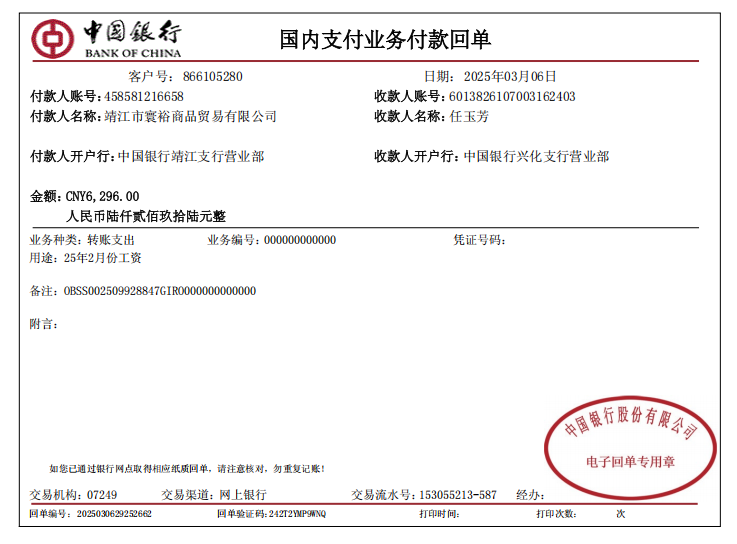 中国银行 国内支付业务付款回单
BANK OF CHINA
客户号：866105280 日期：2025年03月06日
付款人账号：458581216658 收款人账号：6013826107003162403
付款人名称：靖江市寰裕商品贸易有限公司 收款人名称：任玉芳
付款人开户行：中国银行靖江支行营业部 收款人开户行：中国银行兴化支行营业部
金额：CNY6,296.00
人民币陆仟贰佰玖拾陆元整
业务种类：转账支出 业务编号：000000000000 凭证号码：
用途：25年2月份工资
备注：OBSS002509928847GIRO000000000000
附言：
中国银行股份有限公司
电子回单专用章
如您已通过银行网点取得相应纸质回单，请注意核对，勿重复记账！
交易机构：07249 交易渠道：网上银行 交易流水号：153055213-587 经办：
回单编号：2025030629252662 回单验证码：242T2YMP9WNQ 打印时间： 打印次数： 次